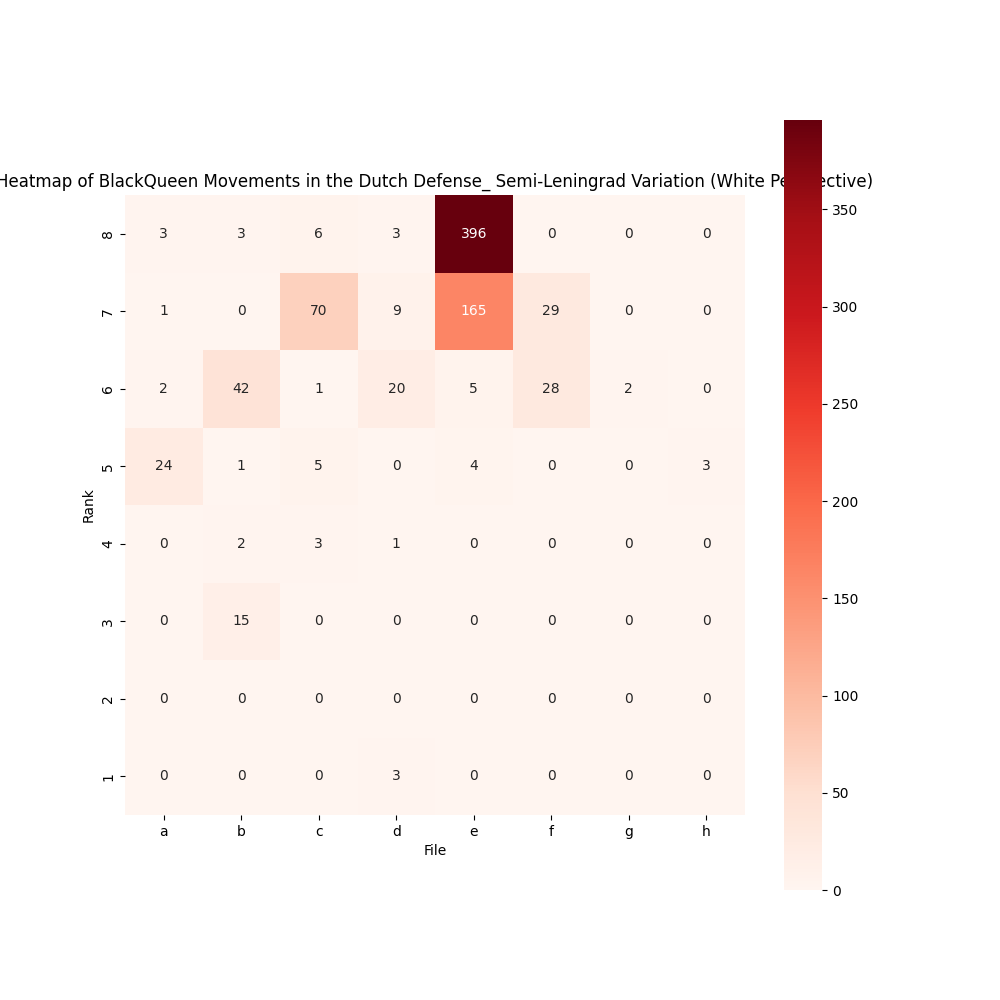 Heatmap of BlackQueen Movements in the Dutch Defense_ Semi-Leningrad Variation (White Pe ective)
8 3 3 6 3 396 0 0 0
7 1 0 70 9 165 29 0 0
6 2 42 1 20 5 28 2 0
5 24 1 5 0 4 0 0 3
4 0 2 3 1 0 0 0 0
3 0 15 0 0 0 0 0 0
2 0 0 0 0 0 0 0 0
1 0 0 0 3 0 0 0 0
a b c d e f g h
File
Rank
350
300
250
200
150
100
50
0